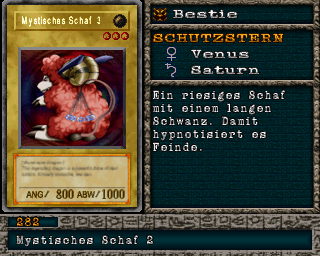 Mystisches Schaf 2
ANG/ 800 ABW/1000
Bestie
SCHUTZSTERN
Venus
Saturn
Ein riesiges Schaf
mit einem langen
Schwanz. Damit
hypnotisiert es
Feinde.
282
Mystisches Schaf 2